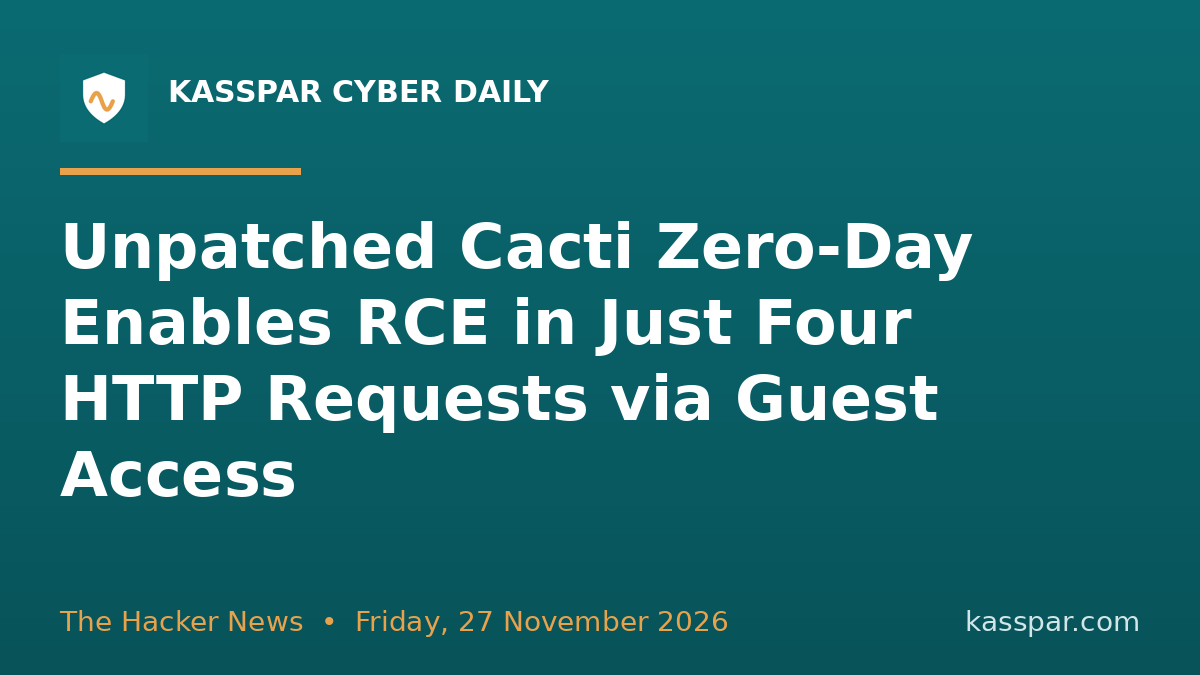 KASSPAR CYBER DAILY
Unpatched Cacti Zero-Day
Enables RCE in Just Four
HTTP Requests via Guest
Access
The Hacker News • Friday, 27 November 2026
kasspar.com